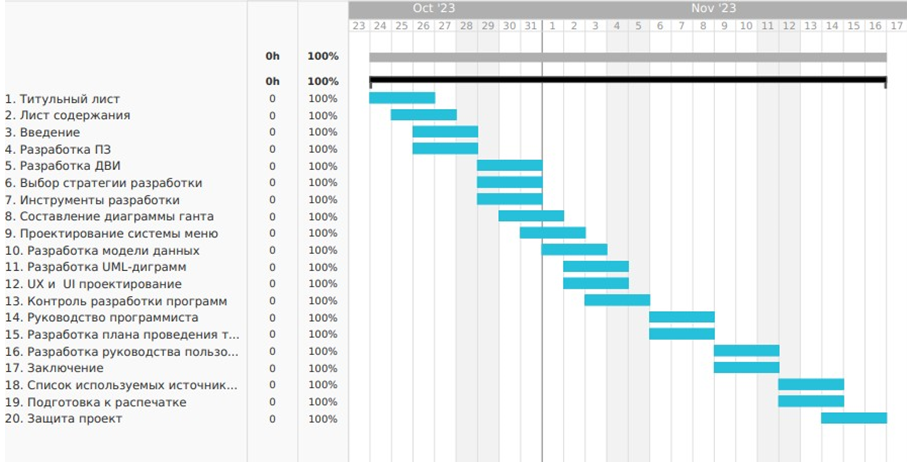 Oct '23 Nov '23
23 24 25 26 27 28 29 30 31 1 2 3 4 5 6 7 8 9 10 11 12 13 14 15 16 17
0h 100%
0h 100%
1. Титульный лист 0 100%
2. Лист содержания 0 100%
3. Введение 0 100%
4. Разработка ПЗ 0 100%
5. Разработка ДВИ 0 100%
6. Выбор стратегии разработки 0 100%
7. Инструменты разработки 0 100%
8. Составление диаграммы ганта 0 100%
9. Проектирование системы меню 0 100%
10. Разработка модели данных 0 100%
11. Разработка UML-диграмм 0 100%
12. UX и UI проектирование 0 100%
13. Контроль разработки программ 0 100%
14. Руководство программиста 0 100%
15. Разработка плана проведения т... 0 100%
16. Разработка руководства пользо... 0 100%
17. Заключение 0 100%
18. Список используемых источник... 0 100%
19. Подготовка к распечатке 0 100%
20. Защита проект 0 100%